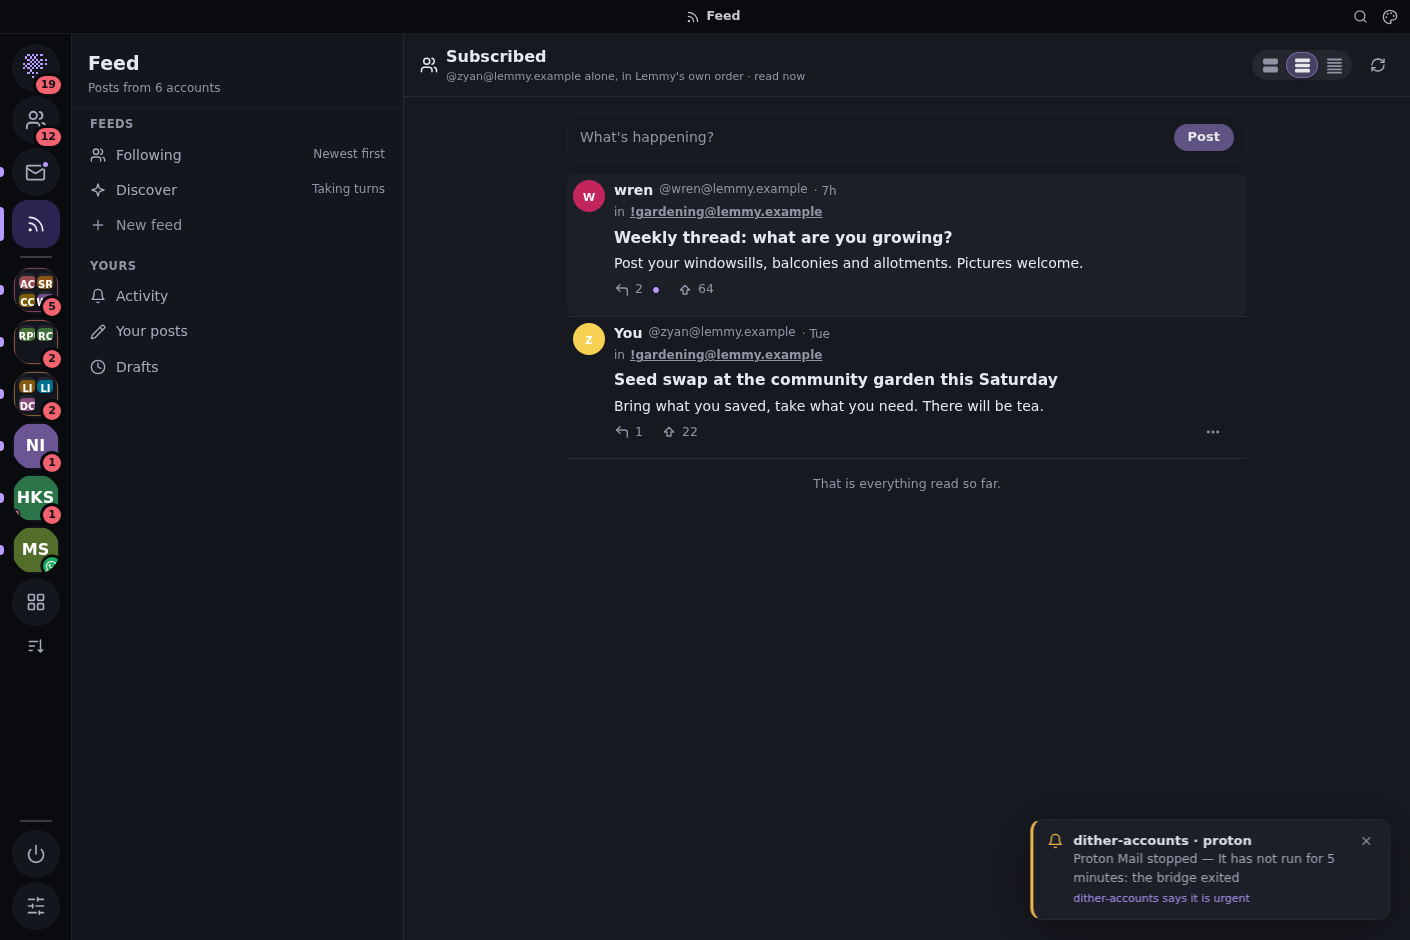 Feed
19
12
5
2
2
1
1
AC SR
CC
RP RC
LI LI
DC
NI
HKS
MS
Feed
Posts from 6 accounts
FEEDS
Following Newest first
Discover Taking turns
New feed
YOURS
Activity
Your posts
Drafts
Subscribed
@zyan@lemmy.example alone, in Lemmy's own order · read now
What's happening? Post
W wren @wren@lemmy.example · 7h
in !gardening@lemmy.example
Weekly thread: what are you growing?
Post your windowsills, balconies and allotments. Pictures welcome.
2 64
Z You @zyan@lemmy.example · Tue
in !gardening@lemmy.example
Seed swap at the community garden this Saturday
Bring what you saved, take what you need. There will be tea.
1 22
That is everything read so far.
dither-accounts · proton
Proton Mail stopped — It has not run for 5
minutes: the bridge exited
dither-accounts says it is urgent